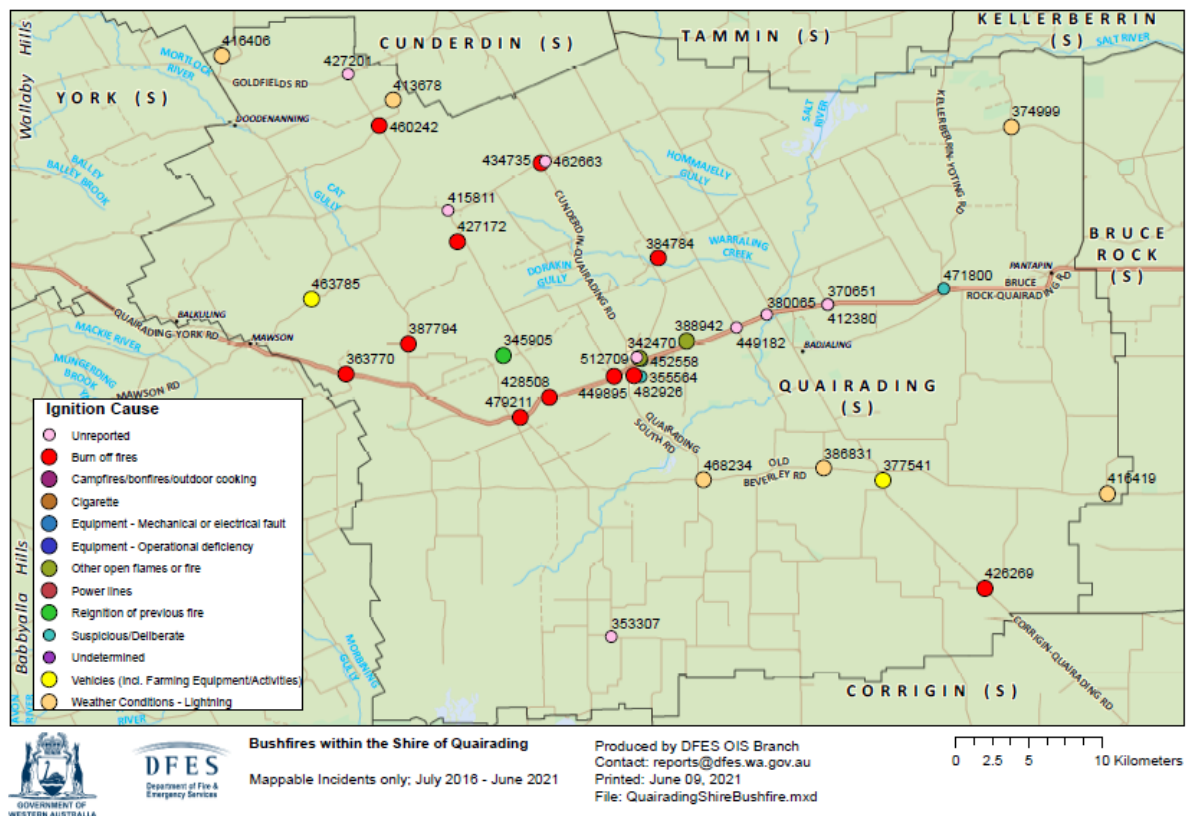 Wallaby Hills
416406
MORTLOCK
RIVER
427201
CUNDERDIN (S)
TAMMIN (S)
KELLERBERRIN
(S)
SALT RIVER
GOLDFIELDS RD
YORK (S)
413678
DOODENANNING
460242
SALT
RIVER
KELLERBERRIN-YOTING RD
374999
434735
462663
HOMMAJELLY
GULLY
BALLEY
BALLEY BROOK
CAT
GULLY
415811
427172
CUNDERDIN-QUAIRADING RD
384784
WARRALING
CREEK
BRUCE
ROCK
(S)
DORAKIN
GULLY
463785
471800
PANTAPIN
BRUCE
ROCK-QUAIRADING RD
370651
380065
412380
BALKULING
QUAIRADING-YORK RD
MACKIE RIVER
MAWSON
387794
345905
388942
342470
449182
BADJALING
MUNGERDING
BROOK
363770
512709
452558
355564
MAWSON RD
428508
449895
482926
QUAIRADING
(S)
479211
QUAIRADING
SOUTH RD
468234
OLD
BEVERLEY RD
386831
377541
416419
426269
353307
CORRIGIN-QUAIRADING RD
CORRIGIN (S)
MORBINING
GULLY
Babbyalla Hills
AVON
RIVER
RIVER
Ignition Cause
Unreported
Burn off fires
Campfires/bonfires/outdoor cooking
Cigarette
Equipment - Mechanical or electrical fault
Equipment - Operational deficiency
Other open flames or fire
Power lines
Reignition of previous fire
Suspicious/Deliberate
Undetermined
Vehicles (Incl. Farming Equipment/Activities)
Weather Conditions - Lightning
GOVERNMENT OF
WESTERN AUSTRALIA
DFES
Department of Fire &
Emergency Services
Bushfires within the Shire of Quairading
Mappable Incidents only; July 2016 - June 2021
Produced by DFES OIS Branch
Contact: reports@dfes.wa.gov.au
Printed: June 09, 2021
File: QuairadingShireBushfire.mxd
0 2.5 5 10 Kilometers